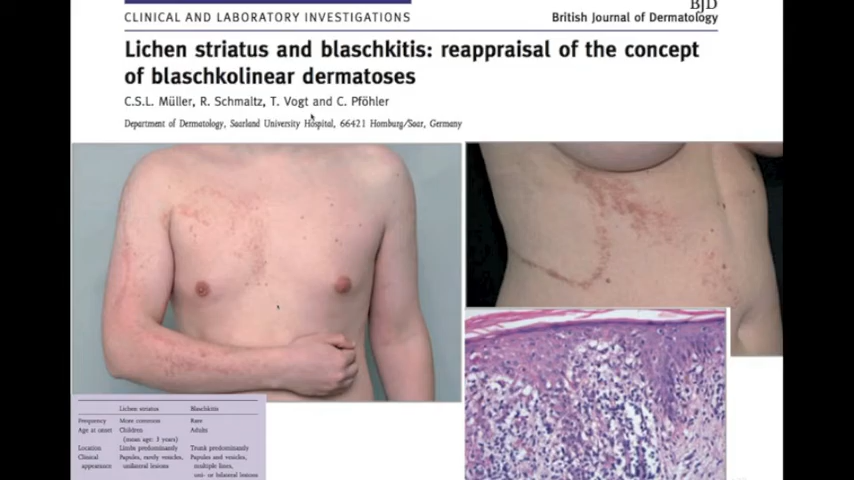 BJD
CLINICAL AND LABORATORY INVESTIGATIONS
British Journal of Dermatology
Lichen striatus and blaschkitis: reappraisal of the concept
of blaschkolinear dermatoses
C.S.L. Müller, R. Schmaltz, T. Vogt and C. Pföhler
Department of Dermatology, Saarland University Hospital, 66421 Homburg/Saar, Germany
Lichen striatus Blaschkitis
Frequency More common Rare
Age at onset Children Adults
(mean age: 3 years)
Location Limbs predominantly Trunk predominantly
Clinical Papules, rarely vesicles, Papules and vesicles,
appearance unilateral lesions multiple lines,
uni- or bilateral lesions